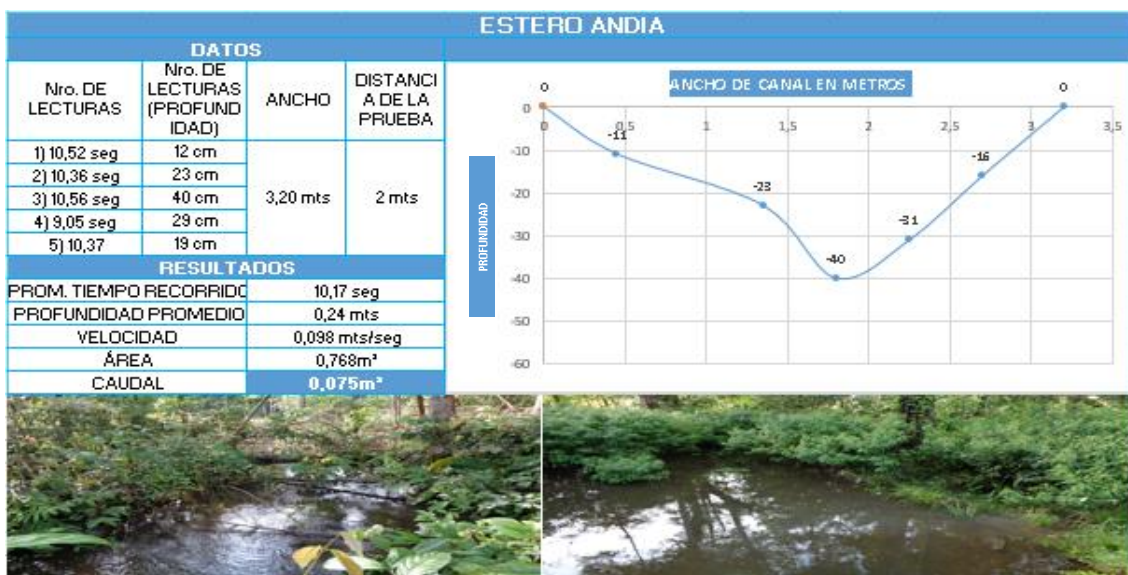 ESTERO ANDIA
DATOS
Nro. DE
LECTURAS
Nro. DE
LECTURAS
(PROFUND
IDAD)
ANCHO
DISTANCI
A DE LA
PRUEBA
1) 10,52 seg
12 cm
2) 10,36 seg
23 cm
3) 10,56 seg
40 cm
4) 9,05 seg
29 cm
5) 10,37
19 cm
3,20 mts
2 mts
RESULTADOS
PROM. TIEMPO RECORRIDO
10,17 seg
PROFUNDIDAD PROMEDIO
0,24 mts
VELOCIDAD
0,098 mts/seg
ÁREA
0,768m²
CAUDAL
0,075m³
ANCHO DE CANAL EN METROS
PROFUNDIDAD
0
-10
-20
-30
-40
-50
-60
0
0,5
1
1,5
2
2,5
3
3,5
0
-11
-23
-40
-31
-16
0